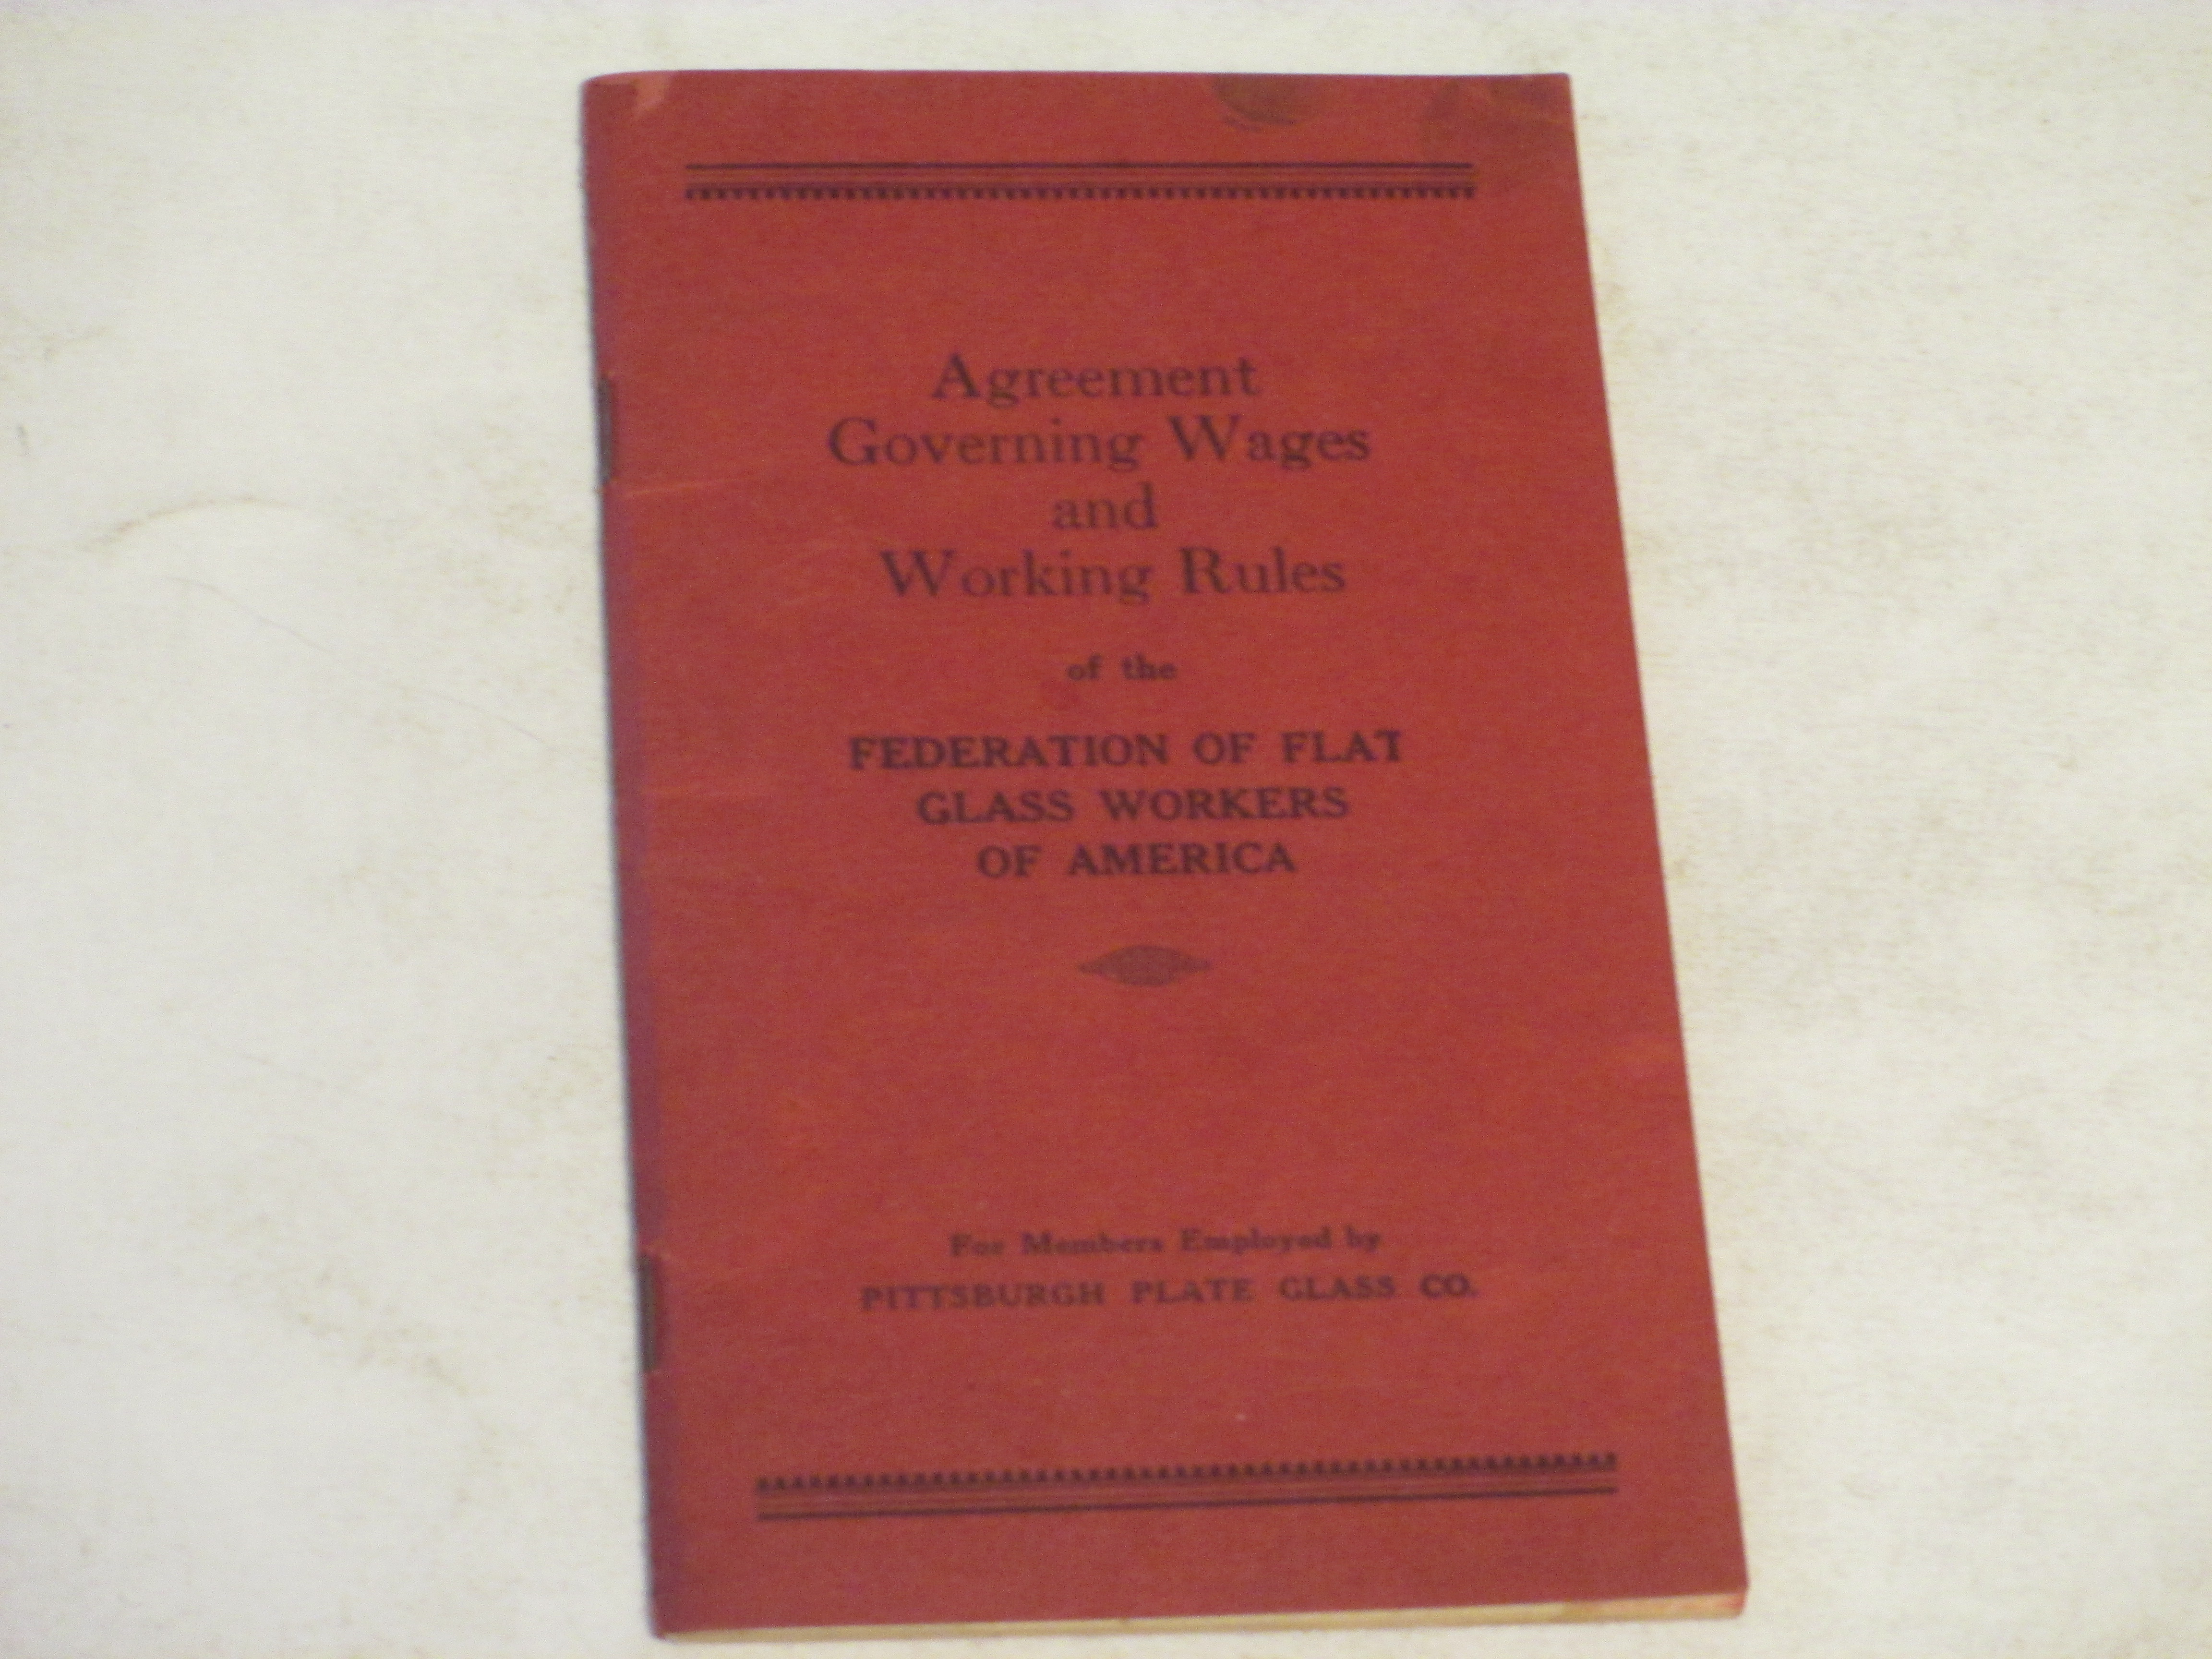 Agreement
Governing Wages
and
Working Rules
of the
FEDERATION OF FLAT
GLASS WORKERS
OF AMERICA
For Members Employed by
PITTSBURGH PLATE GLASS CO.